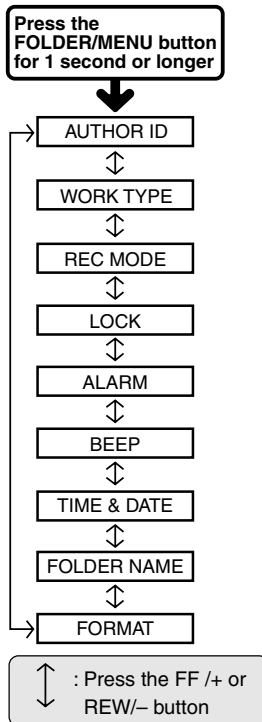 Press the
FOLDER/MENU button
for 1 second or longer
AUTHOR ID
WORK TYPE
REC MODE
LOCK
ALARM
BEEP
TIME & DATE
FOLDER NAME
FORMAT
: Press the FF /+ or
REW/– button